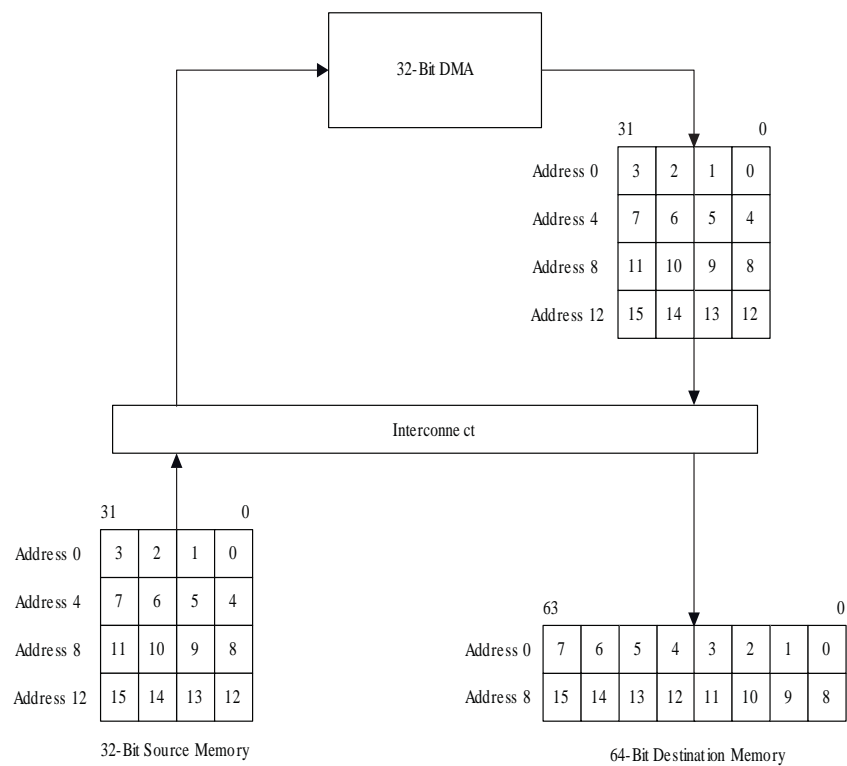 32-Bit DMA
31 0
Address 0 3 2 1 0
Address 4 7 6 5 4
Address 8 11 10 9 8
Address 12 15 14 13 12
Interconne ct
31 0
Address 0 3 2 1 0
Address 4 7 6 5 4
Address 8 11 10 9 8
Address 12 15 14 13 12
32-Bit Source Memory
63 0
Address 0 7 6 5 4 3 2 1 0
Address 8 15 14 13 12 11 10 9 8
64-Bit Destination Memory